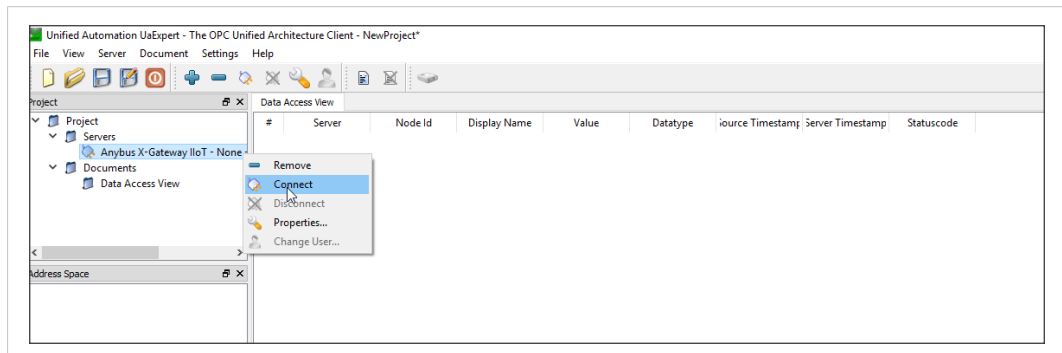 Unified Automation UaExpert - The OPC Unified Architecture Client - NewProject*
File View Server Document Settings Help
Project
Data Access View
Project
Servers
Anybus X-Gateway IIoT - None -
Documents
Data Access View
# Server Node Id Display Name Value Datatype Source Timestamp Server Timestamp Statuscode
Remove
Connect
Disconnect
Properties...
Change User...
Address Space